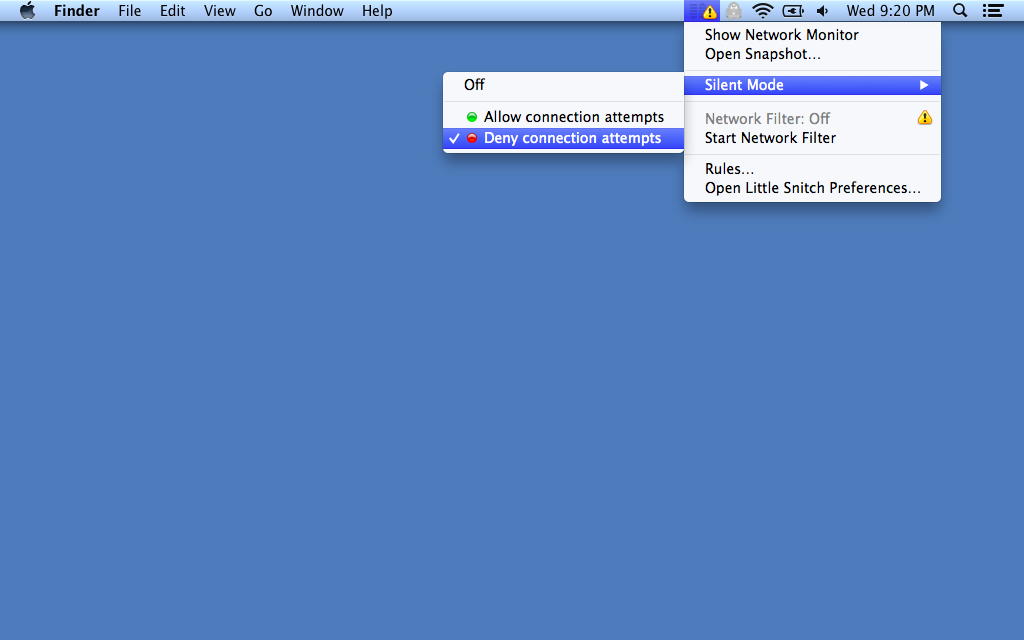 Finder File Edit View Go Window Help Wed 9:20 PM
Show Network Monitor
Open Snapshot...
Silent Mode
Off
Allow connection attempts
Deny connection attempts
Network Filter: Off
Start Network Filter
Rules...
Open Little Snitch Preferences...